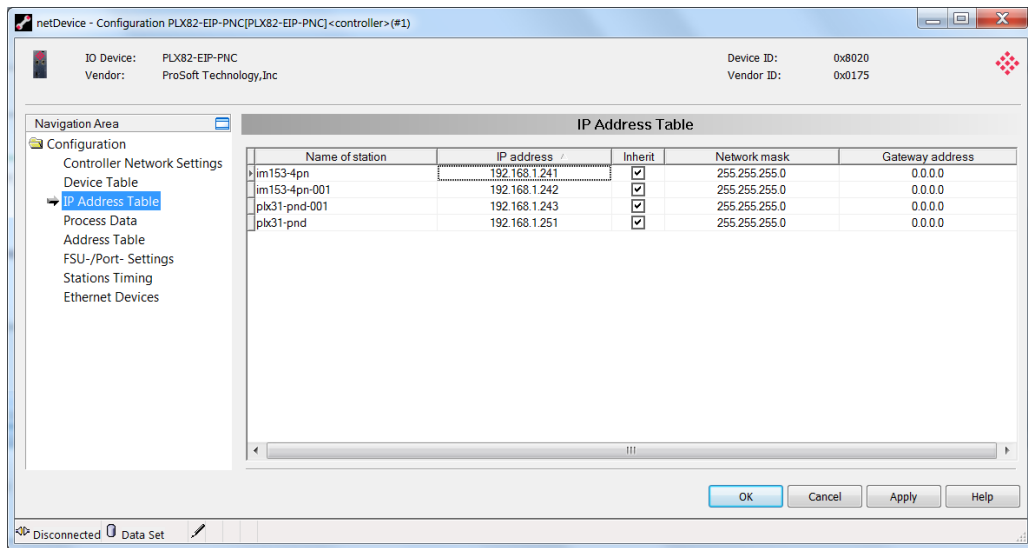 netDevice - Configuration PLX82-EIP-PNC[PLX82-EIP-PNC]<controller>(#1)
IO Device: PLX82-EIP-PNC Device ID: 0x8020
Vendor: ProSoft Technology,Inc Vendor ID: 0x0175
Navigation Area
Configuration
Controller Network Settings
Device Table
IP Address Table
Process Data
Address Table
FSU-/Port- Settings
Stations Timing
Ethernet Devices
IP Address Table
Name of station IP address Inherit Network mask Gateway address
im153-4pn 192.168.1.241 255.255.255.0 0.0.0.0
im153-4pn-001 192.168.1.242 255.255.255.0 0.0.0.0
plx31-pnd-001 192.168.1.243 255.255.255.0 0.0.0.0
plx31-pnd 192.168.1.251 255.255.255.0 0.0.0.0
OK Cancel Apply Help
Disconnected Data Set